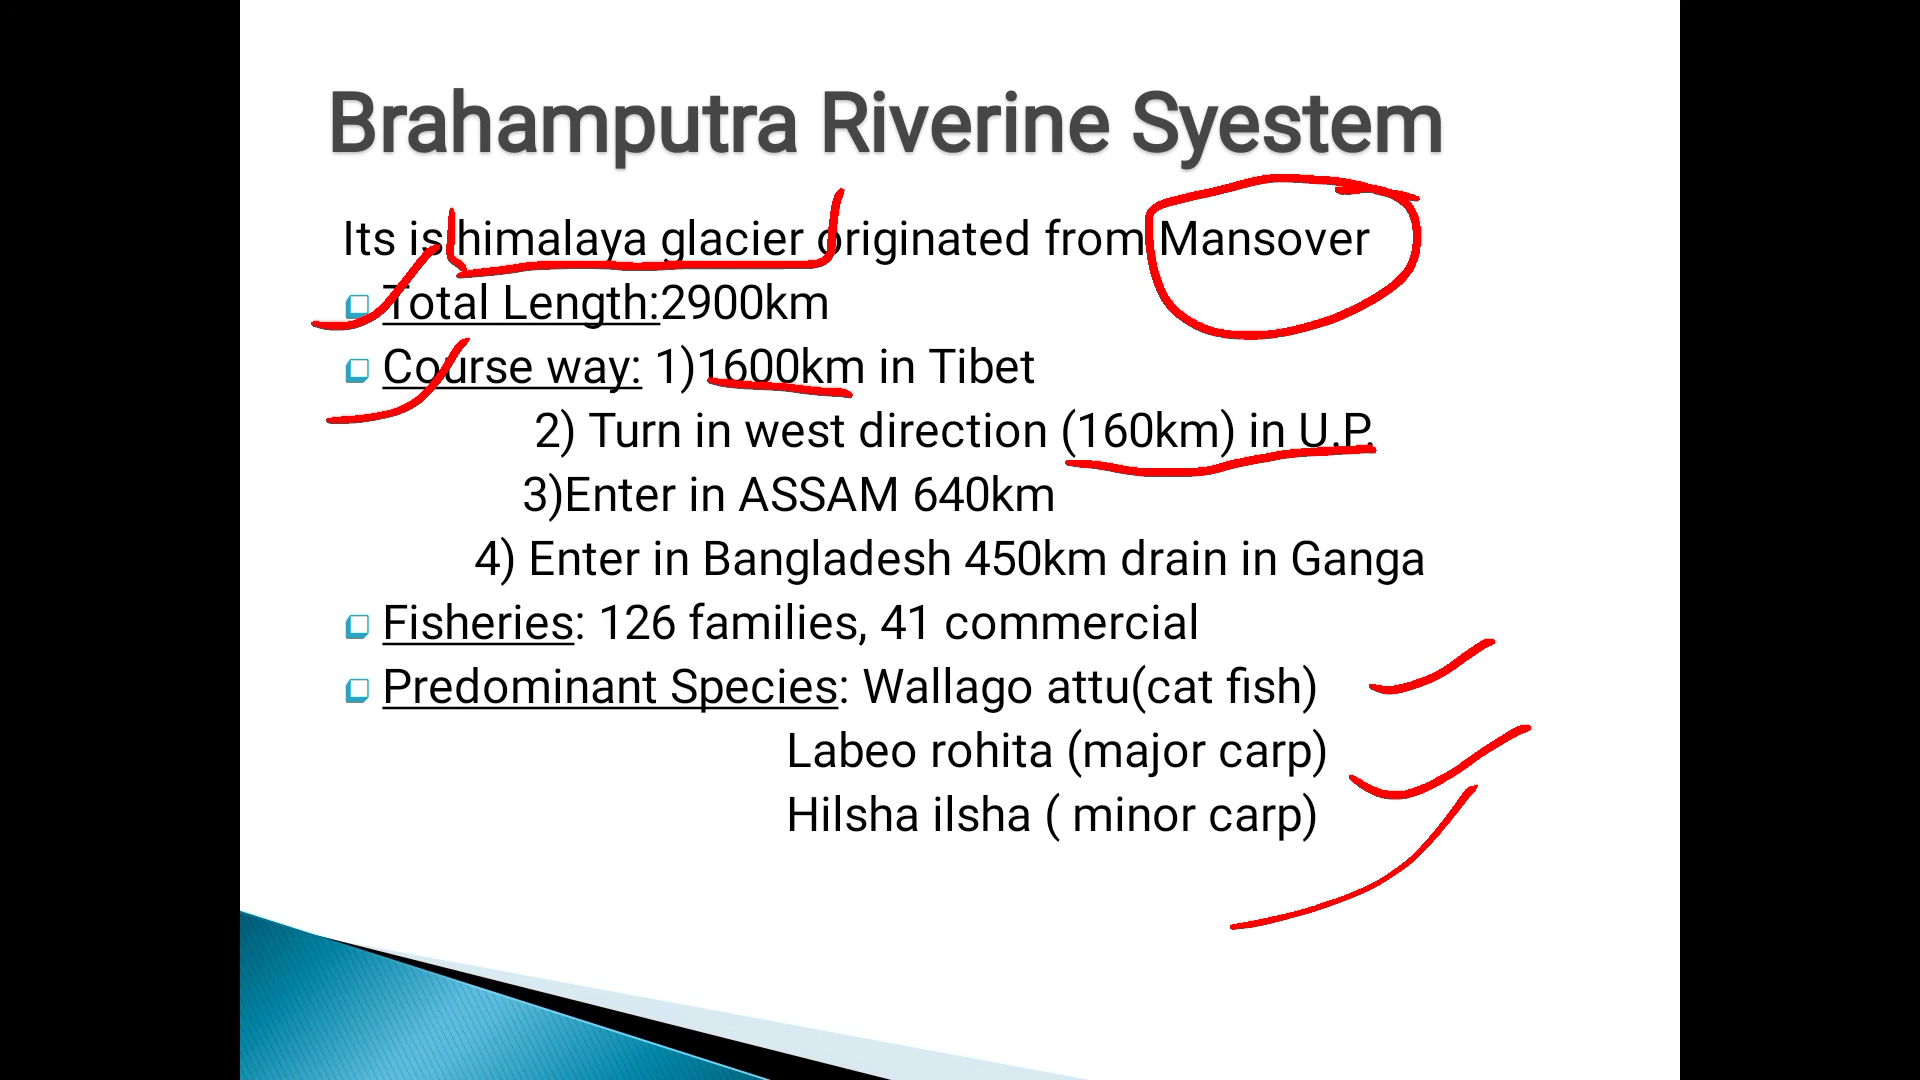 Brahamputra Riverine Syestem
Its is himalaya glacier originated from Mansover
Total Length:2900km
Course way: 1)1600km in Tibet
2) Turn in west direction (160km) in U.P.
3)Enter in ASSAM 640km
4) Enter in Bangladesh 450km drain in Ganga
Fisheries: 126 families, 41 commercial
Predominant Species: Wallago attu(cat fish)
Labeo rohita (major carp)
Hilsha ilsha ( minor carp)